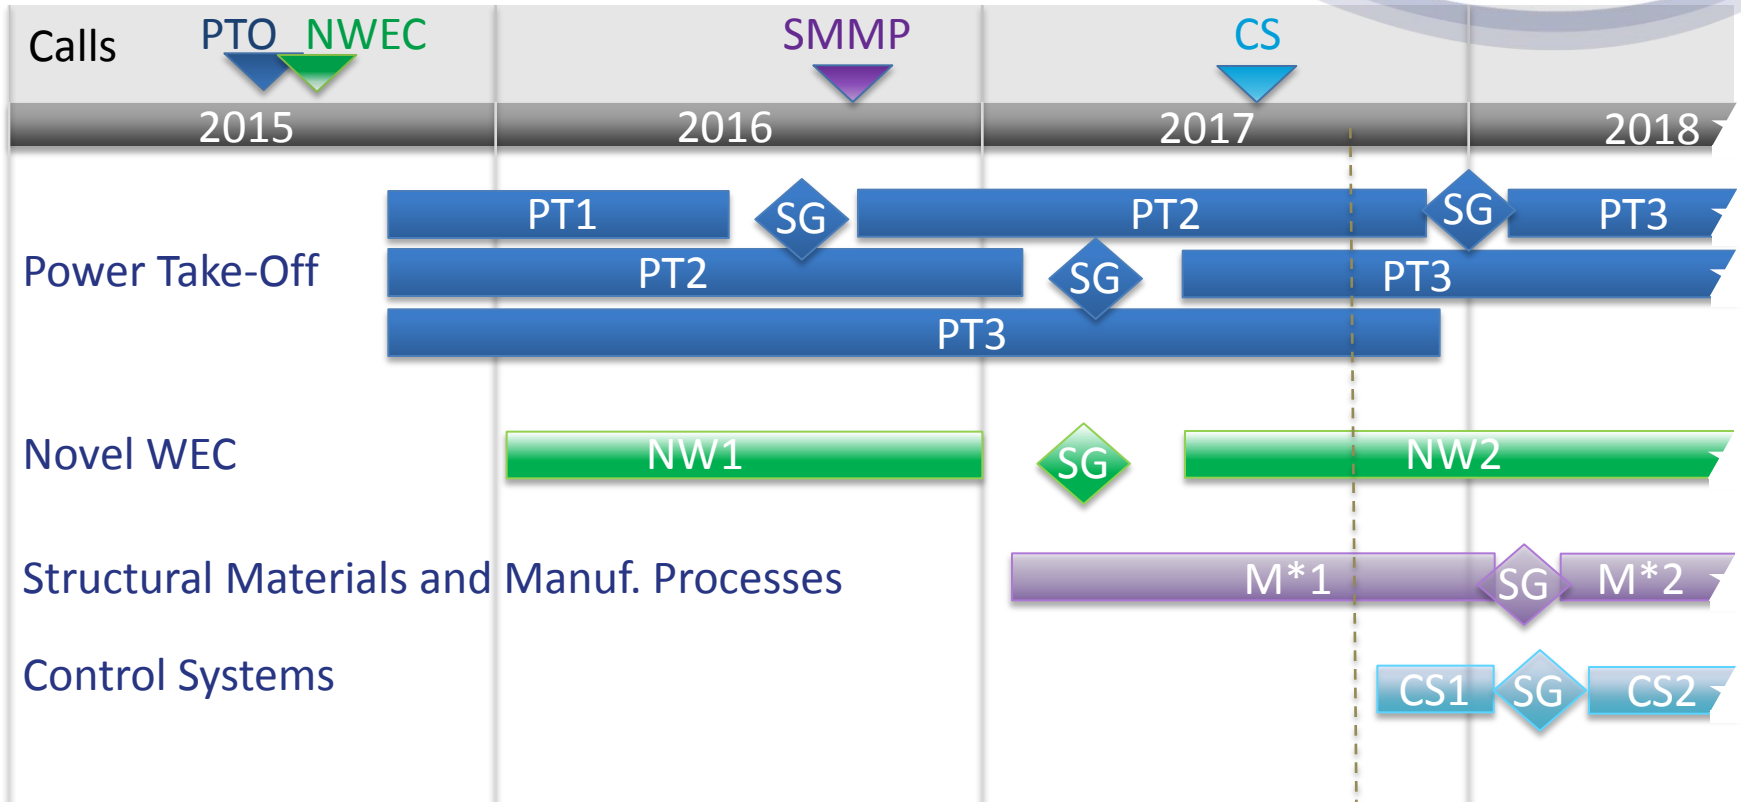 Calls PTO NWEC SMMP CS
2015 2016 2017 2018
PT1 SG PT2 SG PT3
Power Take-Off PT2 SG PT3
PT3
Novel WEC NW1 SG NW2
Structural Materials and Manuf. Processes M*1 SG M*2
Control Systems CS1 SG CS2